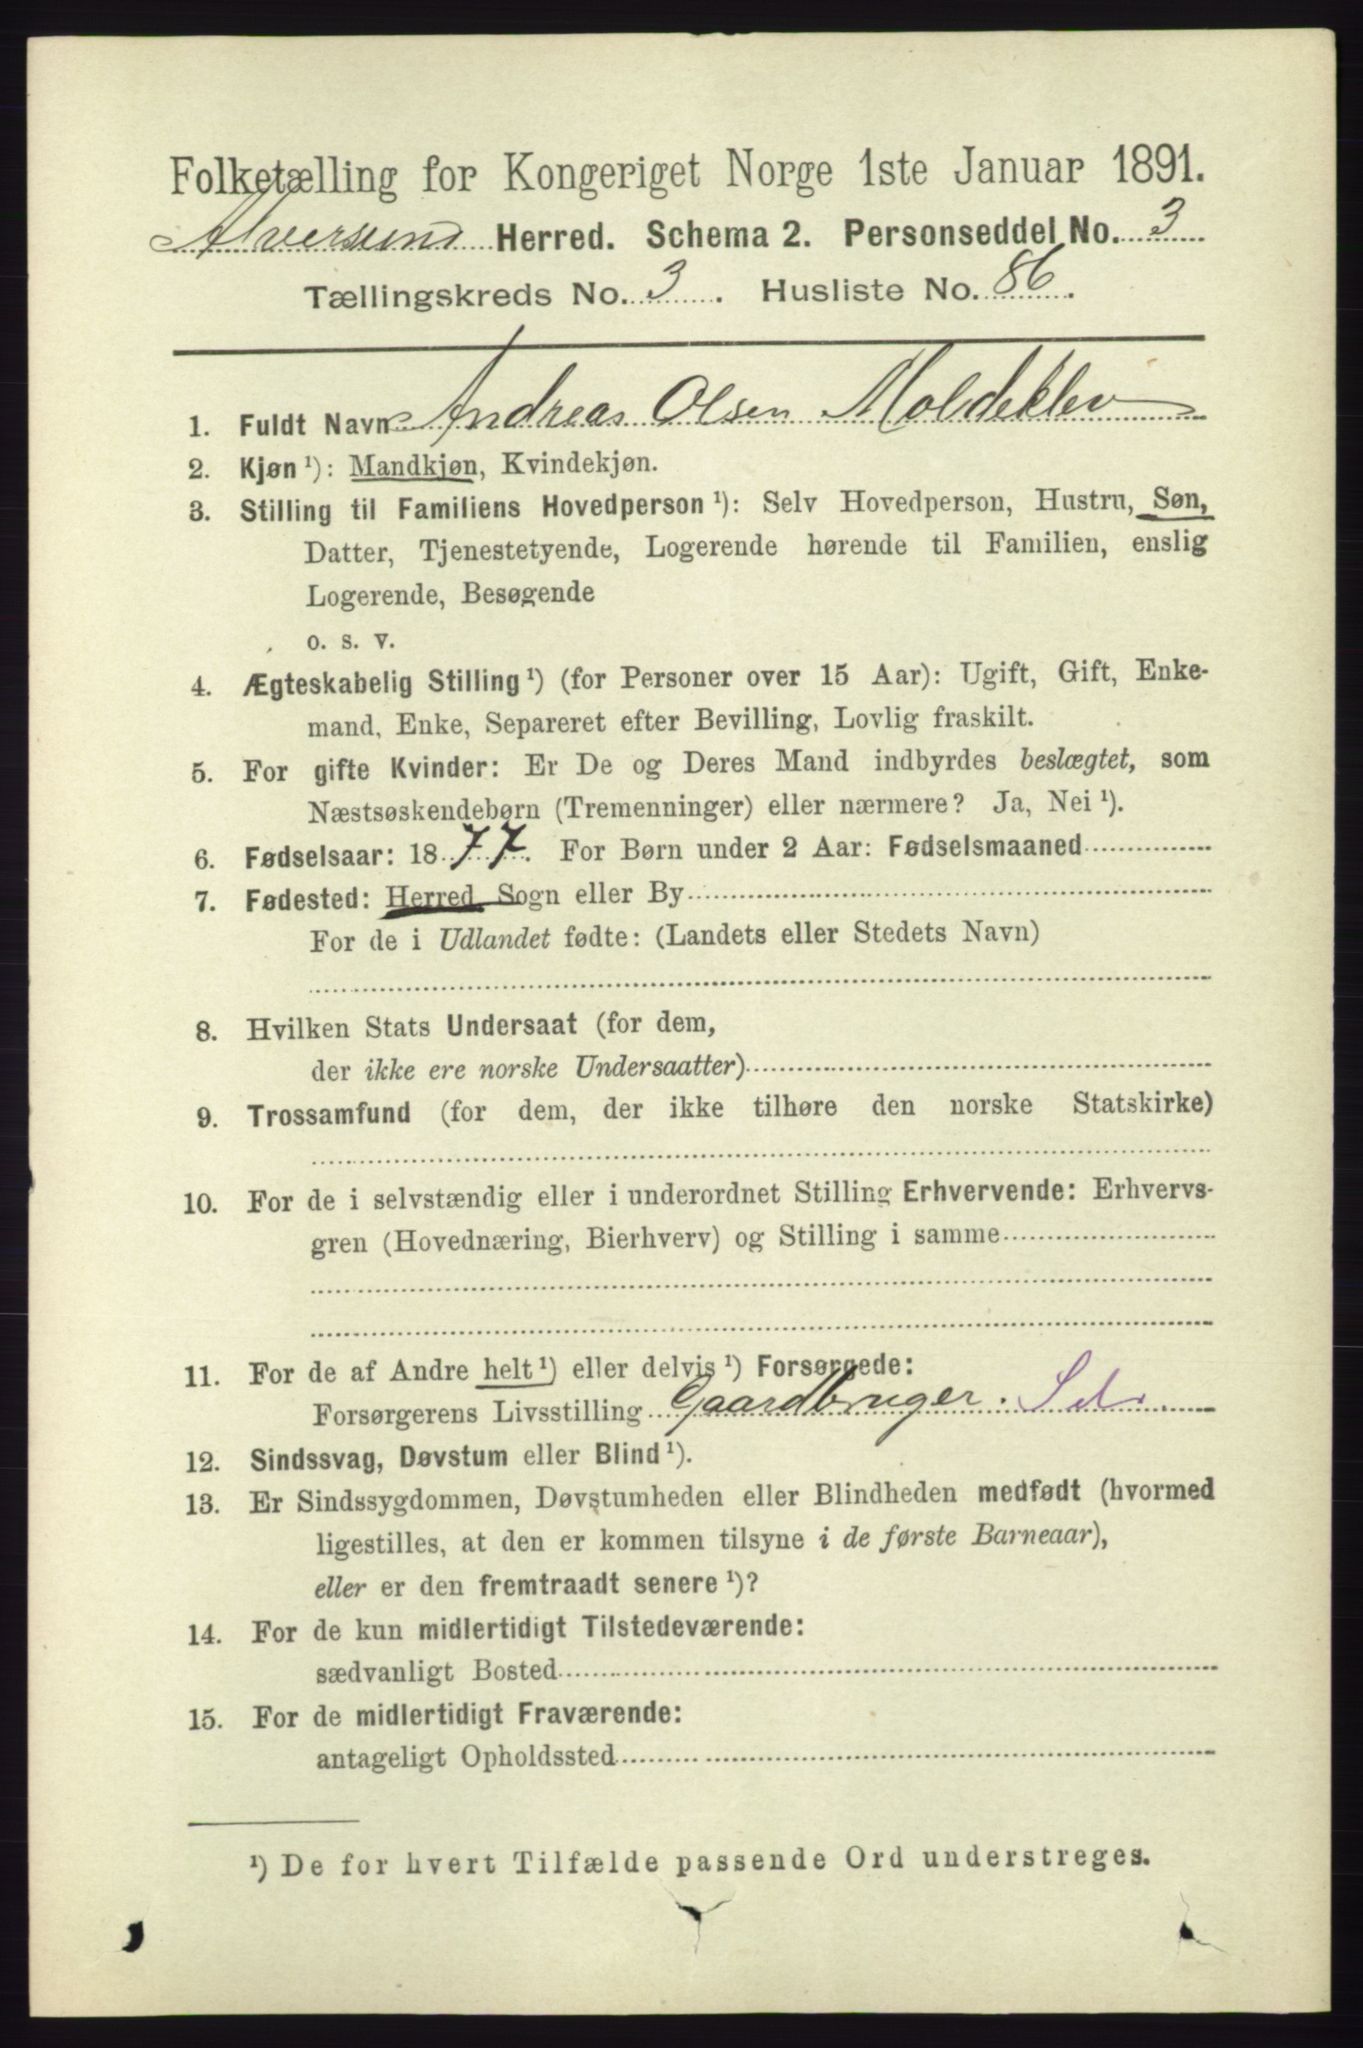 Folketælling for Kongeriget Norge 1ste Januar 1891.
Alversund Herred. Schema 2. Personseddel No. 3
Tællingskreds No. 3. Husliste No. 86.
1. Fuldt Navn Andreas Olsen Moldeklev
2. Kjøn ¹): Mandkjøn, Kvindekjøn.
3. Stilling til Familiens Hovedperson ¹): Selv Hovedperson, Hustru, Søn,
Datter, Tjenestetyende, Logerende hørende til Familien, enslig
Logerende, Besøgende
o. s. v.
4. Ægteskabelig Stilling ¹) (for Personer over 15 Aar): Ugift, Gift, Enke-
mand, Enke, Separeret efter Bevilling, Lovlig fraskilt.
5. For gifte Kvinder: Er De og Deres Mand indbyrdes beslægtet, som
Næstsøskendebørn (Tremenninger) eller nærmere? Ja, Nei ¹).
6. Fødselsaar: 1877. For Børn under 2 Aar: Fødselsmaaned
7. Fødested: Herred, Sogn eller By
For de i Udlandet fødte: (Landets eller Stedets Navn)
8. Hvilken Stats Undersaat (for dem,
der ikke ere norske Undersaatter)
9. Trossamfund (for dem, der ikke tilhøre den norske Statskirke)
10. For de i selvstændig eller i underordnet Stilling Erhvervende: Erhvervs-
gren (Hovednæring, Bierhverv) og Stilling i samme
11. For de af Andre helt ¹) eller delvis ¹) Forsørgede:
Forsørgerens Livsstilling Gaardbruger.
12. Sindssvag, Døvstum eller Blind ¹).
13. Er Sindssygdommen, Døvstumheden eller Blindheden medfødt (hvormed
ligestilles, at den er kommen tilsyne i de første Barneaar),
eller er den fremtraadt senere ¹)?
14. For de kun midlertidigt Tilstedeværende:
sædvanligt Bosted
15. For de midlertidigt Fraværende:
antageligt Opholdssted
¹) De for hvert Tilfælde passende Ord understreges.